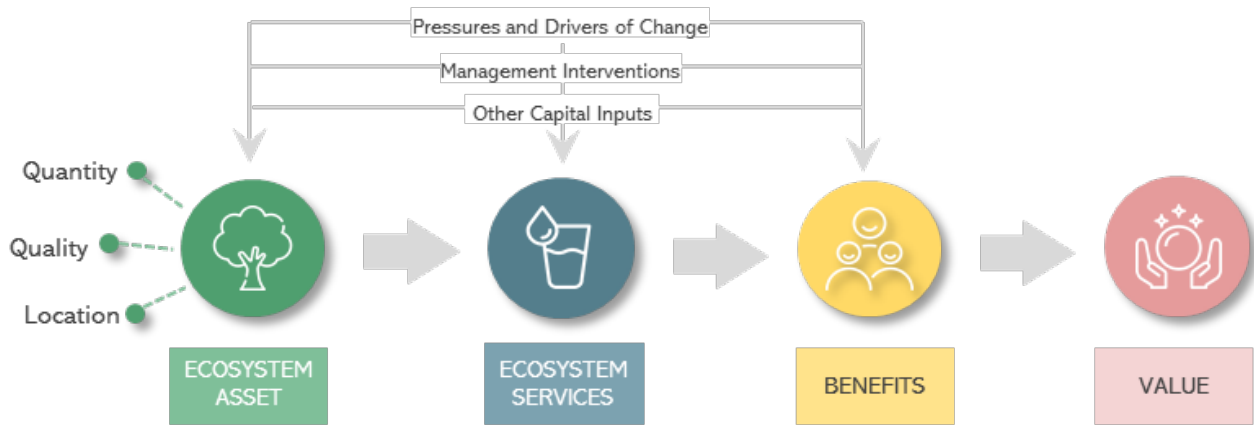 Pressures and Drivers of Change
Management Interventions
Other Capital Inputs
Quantity
Quality
Location
ECOSYSTEM
ASSET
ECOSYSTEM
SERVICES
BENEFITS
VALUE